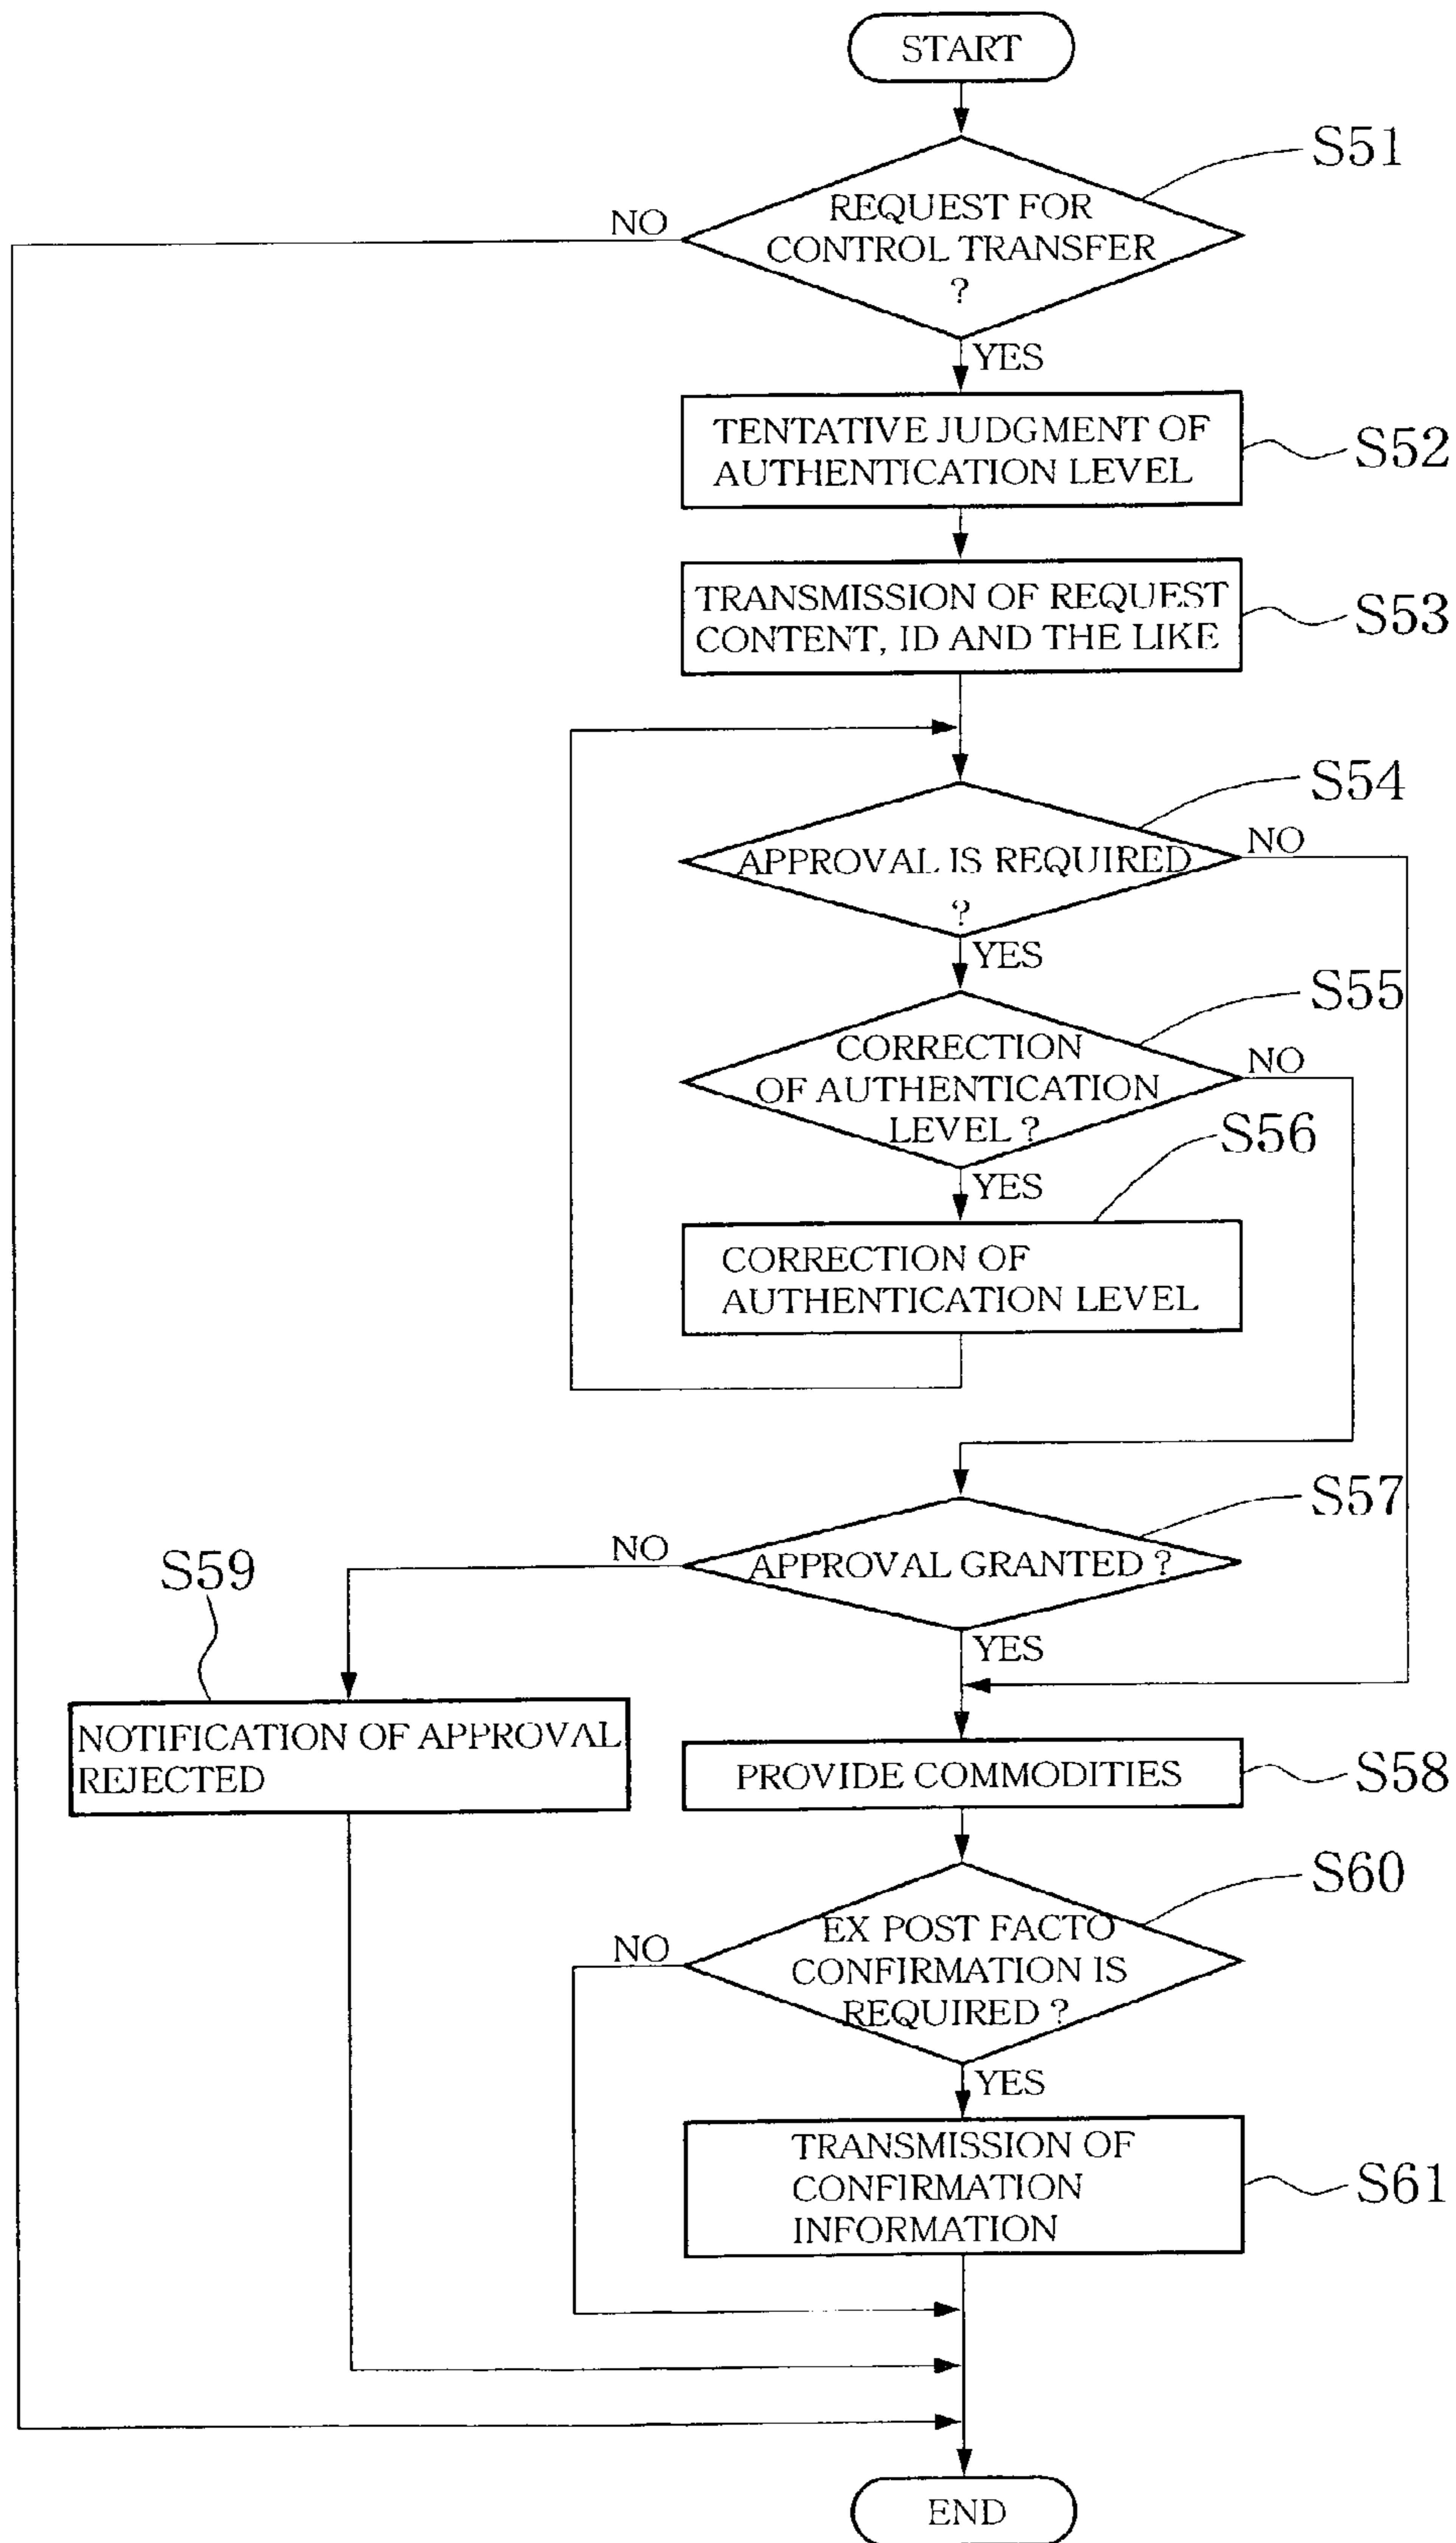 START
S51
REQUEST FOR
CONTROL TRANSFER
?
NO
YES
TENTATIVE JUDGMENT OF
AUTHENTICATION LEVEL
S52
TRANSMISSION OF REQUEST
CONTENT, ID AND THE LIKE
S53
S54
APPROVAL IS REQUIRED
?
NO
YES
S55
CORRECTION
OF AUTHENTICATION
LEVEL ?
NO
YES
S56
CORRECTION OF
AUTHENTICATION LEVEL
S57
APPROVAL GRANTED ?
NO
YES
S59
NOTIFICATION OF APPROVAL
REJECTED
PROVIDE COMMODITIES
S58
S60
EX POST FACTO
CONFIRMATION IS
REQUIRED ?
NO
YES
TRANSMISSION OF
CONFIRMATION
INFORMATION
S61
END